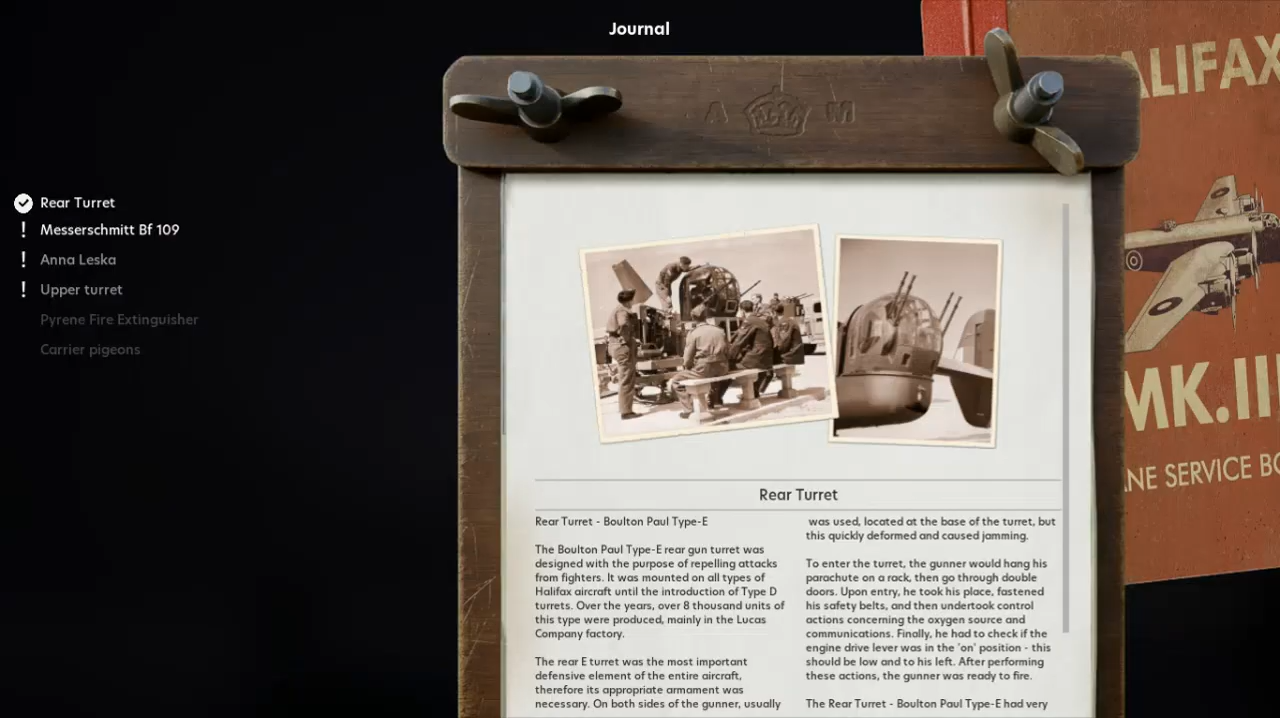 Journal
A M
ALIFAX
MK.III
ANE SERVICE BO
Rear Turret
! Messerschmitt Bf 109
! Anna Leska
! Upper turret
Pyrene Fire Extinguisher
Carrier pigeons
Rear Turret
Rear Turret - Boulton Paul Type-E
The Boulton Paul Type-E rear gun turret was
designed with the purpose of repelling attacks
from fighters. It was mounted on all types of
Halifax aircraft until the introduction of Type D
turrets. Over the years, over 8 thousand units of
this type were produced, mainly in the Lucas
Company factory.
The rear E turret was the most important
defensive element of the entire aircraft,
therefore its appropriate armament was
necessary. On both sides of the gunner, usually
was used, located at the base of the turret, but
this quickly deformed and caused jamming.
To enter the turret, the gunner would hang his
parachute on a rack, then go through double
doors. Upon entry, he took his place, fastened
his safety belts, and then undertook control
actions concerning the oxygen source and
communications. Finally, he had to check if the
engine drive lever was in the 'on' position - this
should be low and to his left. After performing
these actions, the gunner was ready to fire.
The Rear Turret - Boulton Paul Type-E had very